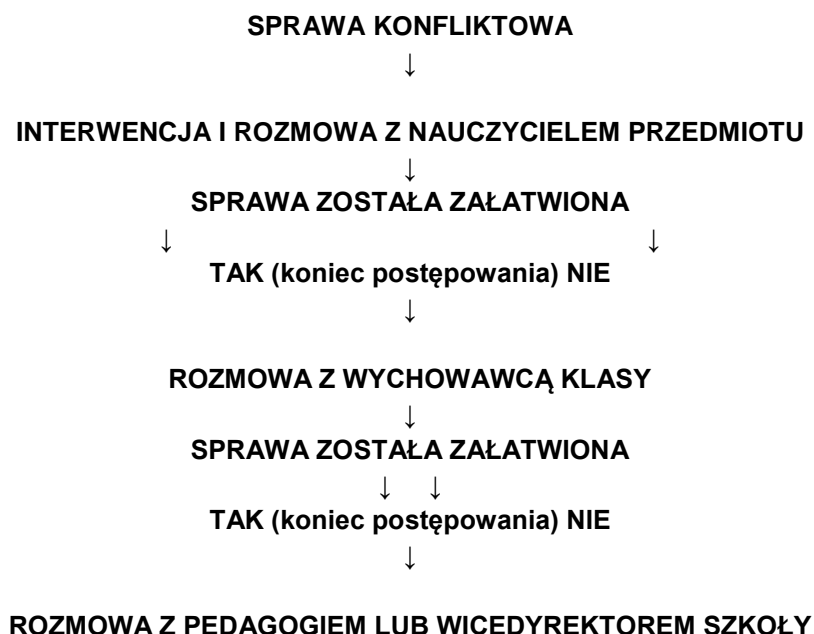 SPRAWA KONFLIKTOWA
↓
INTERWENCJA I ROZMOWA Z NAUCZYCIELEM PRZEDMIOTU
↓
SPRAWA ZOSTAŁA ZAŁATWIONA
↓ ↓
TAK (koniec postępowania) NIE
↓
ROZMOWA Z WYCHOWAWCĄ KLASY
↓
SPRAWA ZOSTAŁA ZAŁATWIONA
↓ ↓
TAK (koniec postępowania) NIE
↓
ROZMOWA Z PEDAGOGIEM LUB WICEDYREKTOREM SZKOŁY